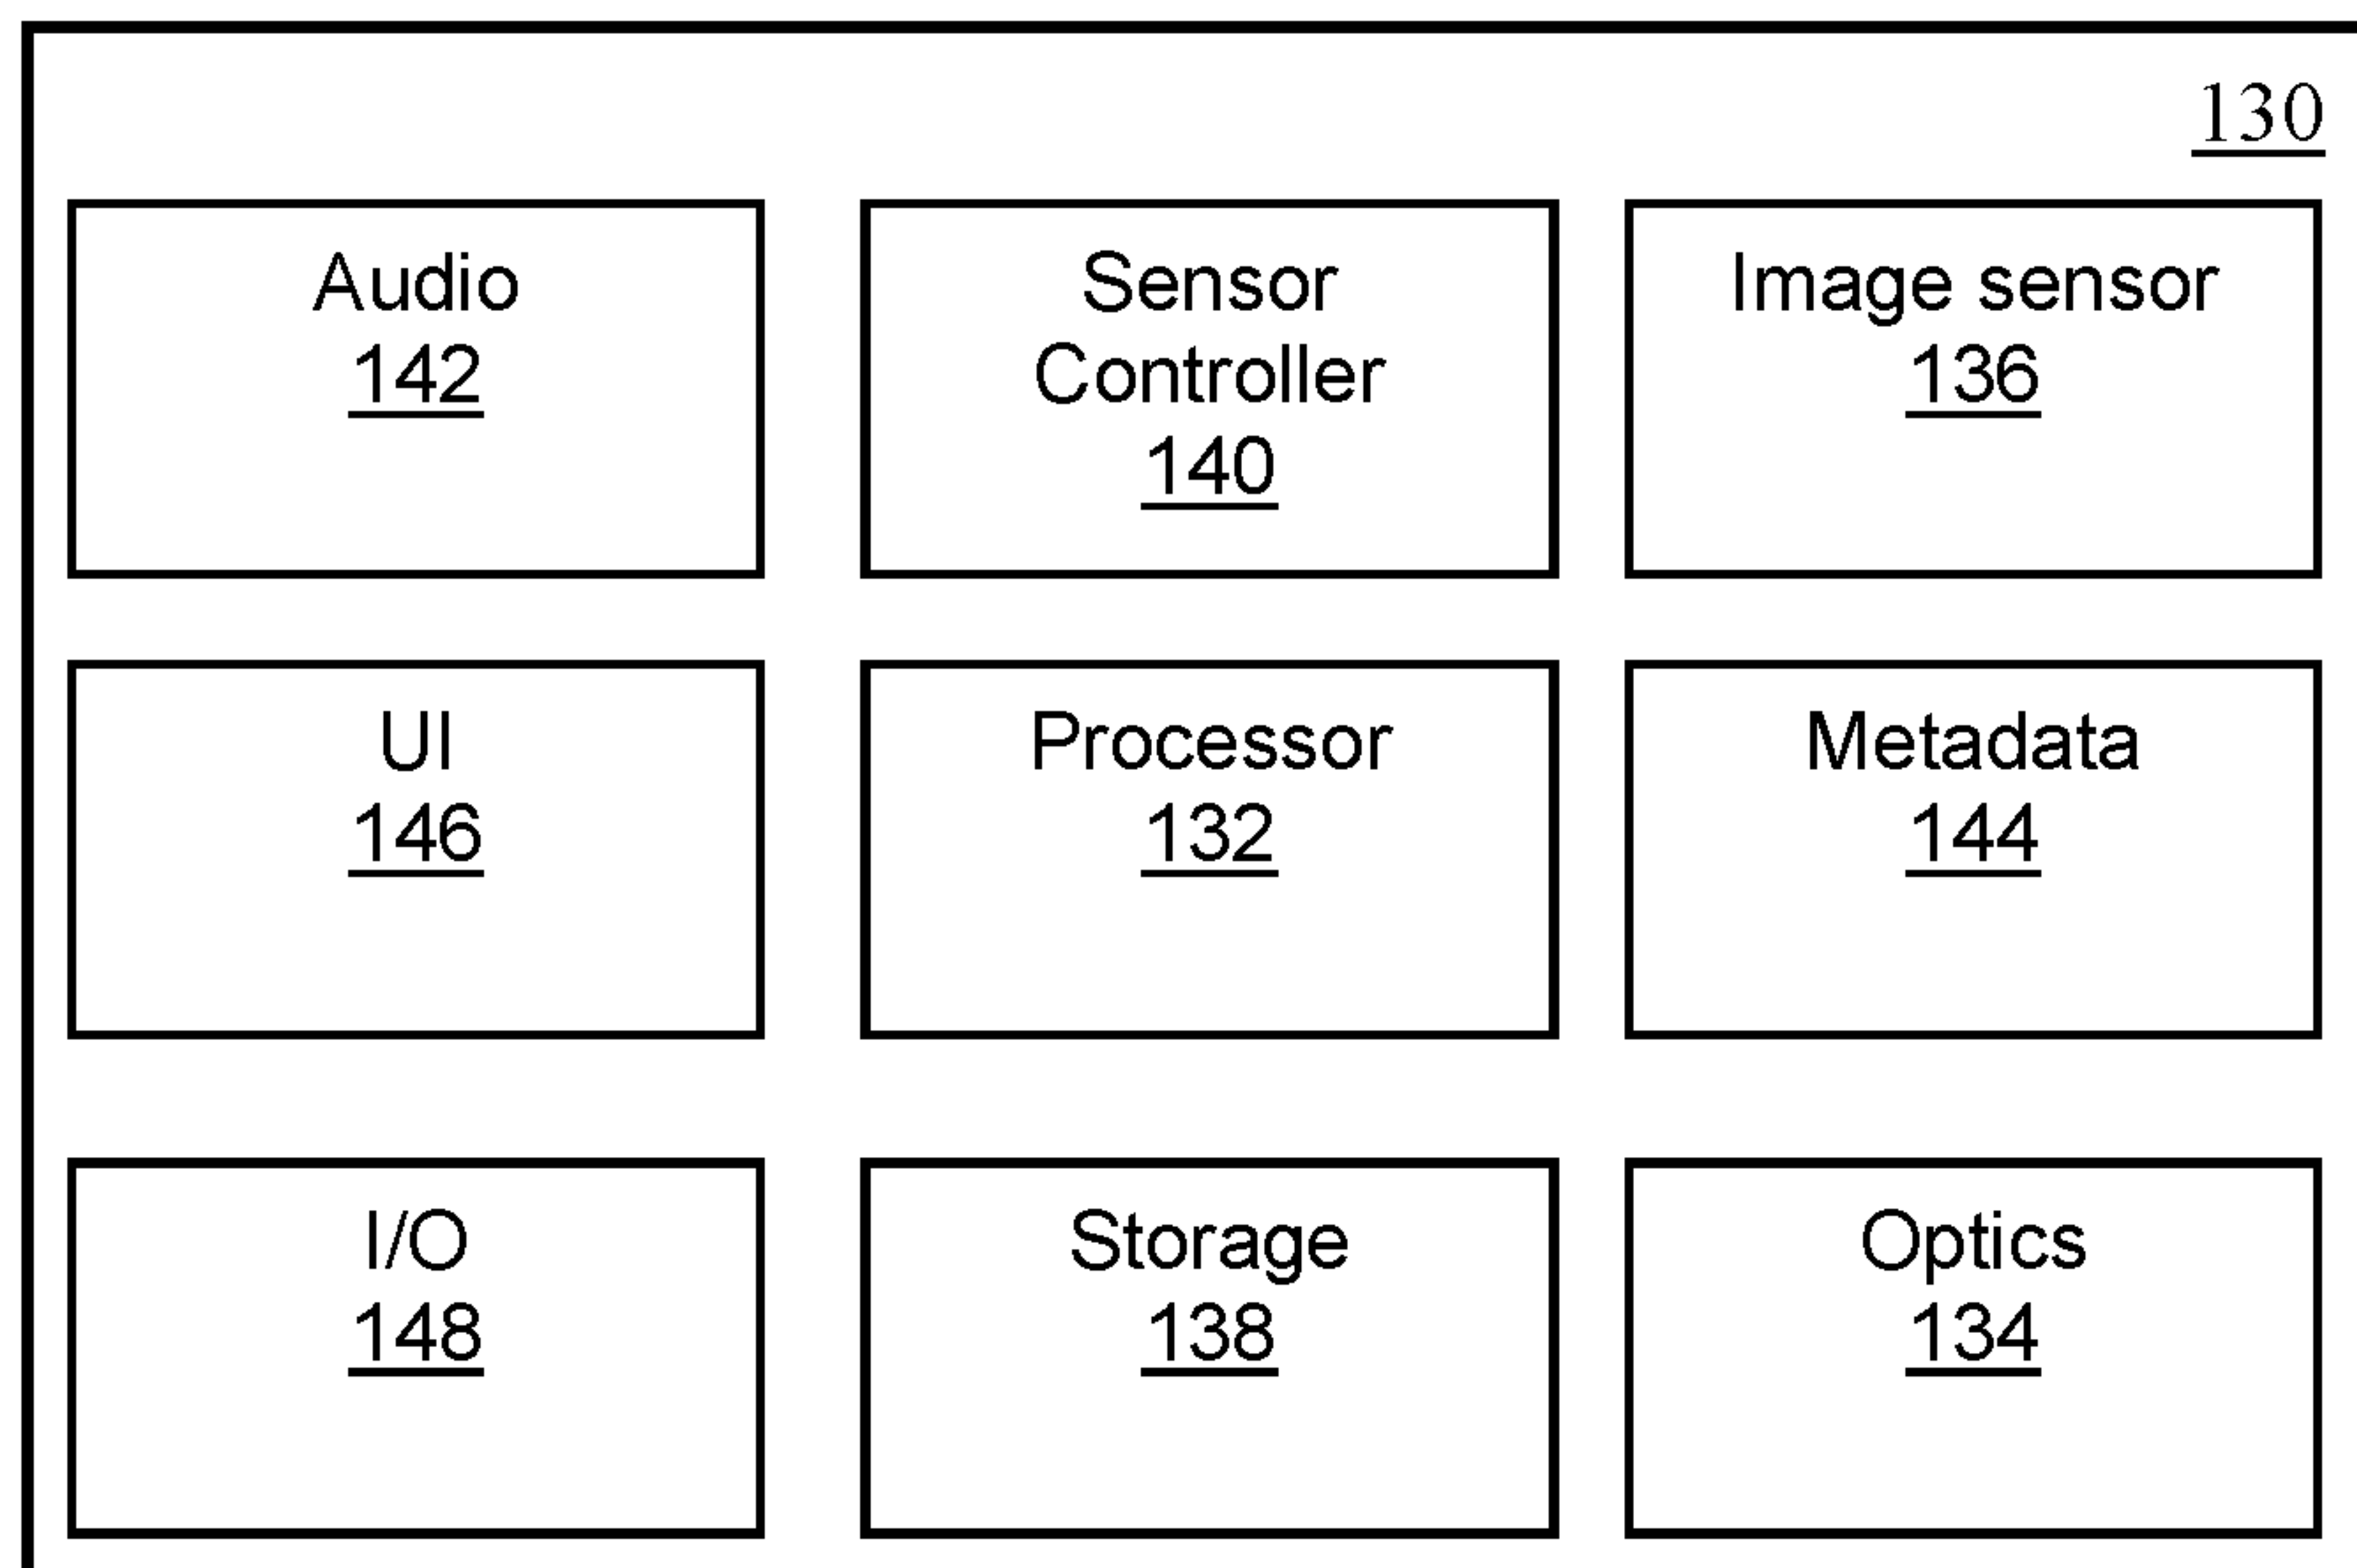 130
Audio
142
Sensor
Controller
140
Image sensor
136
UI
146
Processor
132
Metadata
144
I/O
148
Storage
138
Optics
134